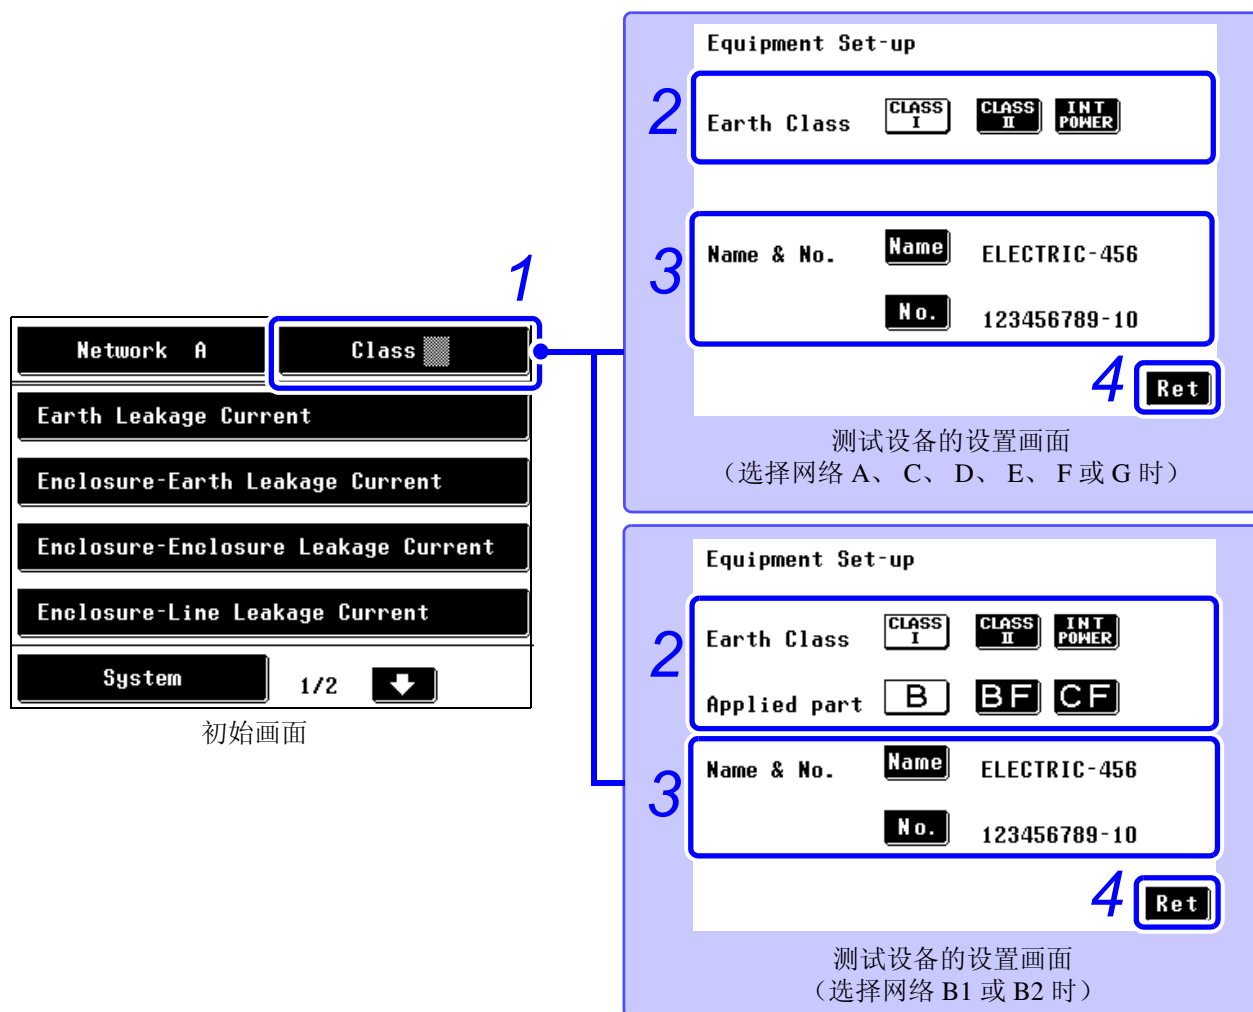 1
Network A
Class
Earth Leakage Current
Enclosure-Earth Leakage Current
Enclosure-Enclosure Leakage Current
Enclosure-Line Leakage Current
System
1/2
初始画面
Equipment Set-up
2
Earth Class
CLASS I
CLASS II
INT POWER
3
Name & No.
Name
ELECTRIC-456
No.
123456789-10
4
Ret
测试设备的设置画面
（选择网络 A、 C、 D、 E、 F 或 G 时）
Equipment Set-up
2
Earth Class
CLASS I
CLASS II
INT POWER
Applied part
B
BF
CF
3
Name & No.
Name
ELECTRIC-456
No.
123456789-10
4
Ret
测试设备的设置画面
（选择网络 B1 或 B2 时）